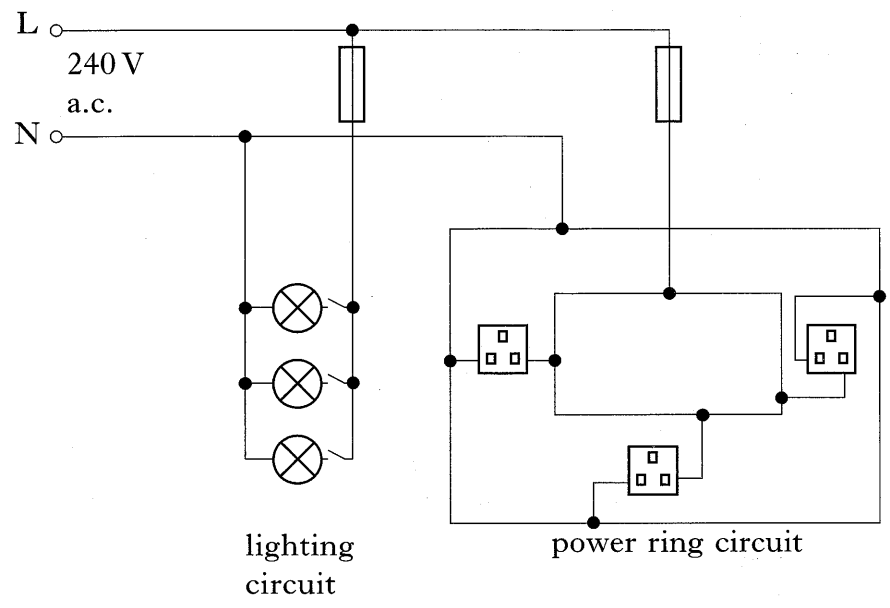 L
240 V
a.c.
N
lighting
circuit
power ring circuit